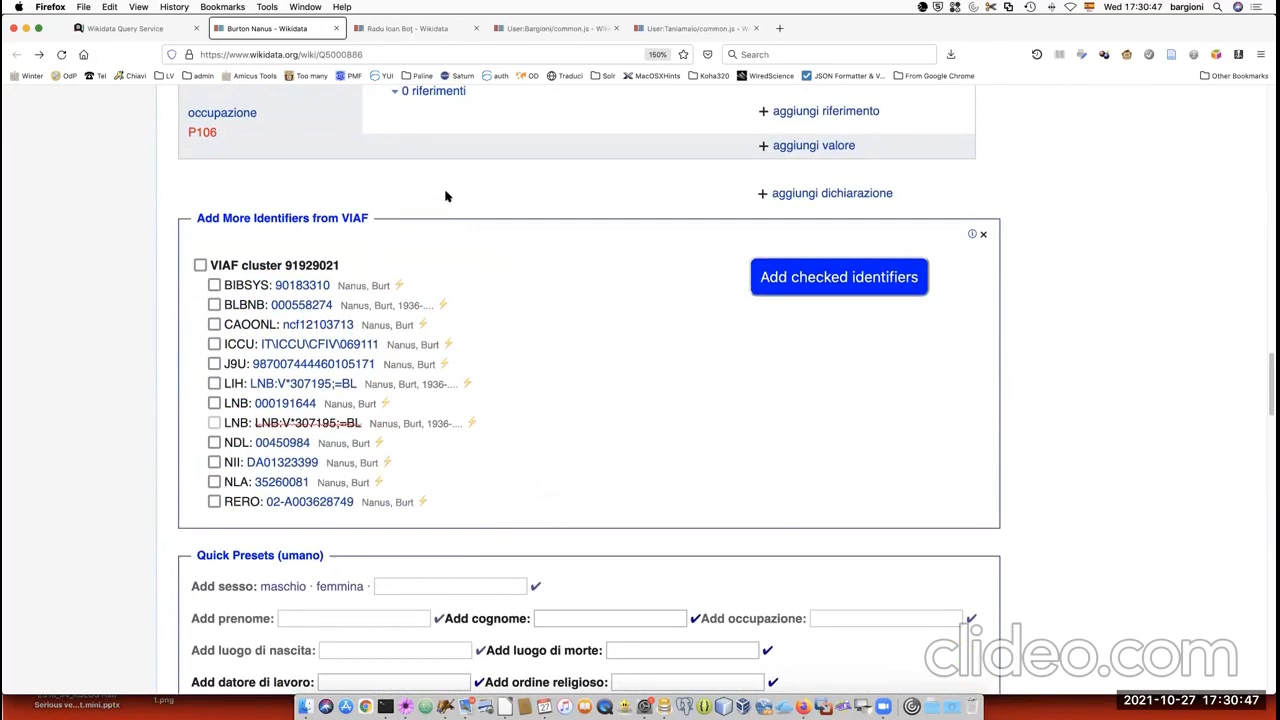 Firefox File Edit View History Bookmarks Tools Window Help Wed 17:30:47 bargioni
Wikidata Query Service × Burton Nanus - Wikidata × Radu Ioan Boț - Wikidata × User:Bargioni/common.js - Wik × User:Taniamaio/common.js - W × +
https://www.wikidata.org/wiki/Q5000886 150% Search
Winter OdP Tel Chiavi LV admin Amicus Tools Too many PMF YUI Paline Saturn auth OD Traduci Solr MacOSXHints Koha320 WiredScience JSON Formatter & V... From Google Chrome Other Bookmarks
0 riferimenti
occupazione
P106
+ aggiungi riferimento
+ aggiungi valore
+ aggiungi dichiarazione
Add More Identifiers from VIAF
VIAF cluster 91929021
Add checked identifiers
BIBSYS: 90183310 Nanus, Burt
BLBNB: 000558274 Nanus, Burt, 1936-....
CAOONL: ncf12103713 Nanus, Burt
ICCU: IT\ICCU\CFIV\069111 Nanus, Burt
J9U: 987007444460105171 Nanus, Burt
LIH: LNB:V*307195;=BL Nanus, Burt, 1936-....
LNB: 000191644 Nanus, Burt
LNB: LNB:V*307195;=BL Nanus, Burt, 1936-....
NDL: 00450984 Nanus, Burt
NII: DA01323399 Nanus, Burt
NLA: 35260081 Nanus, Burt
RERO: 02-A003628749 Nanus, Burt
Quick Presets (umano)
Add sesso: maschio · femmina ·
Add prenome: Add cognome: Add occupazione:
Add luogo di nascita: Add luogo di morte:
Add datore di lavoro: Add ordine religioso:
clideo.com
Serious ve...t.mini.pptx 1.png
2021-10-27 17:30:47